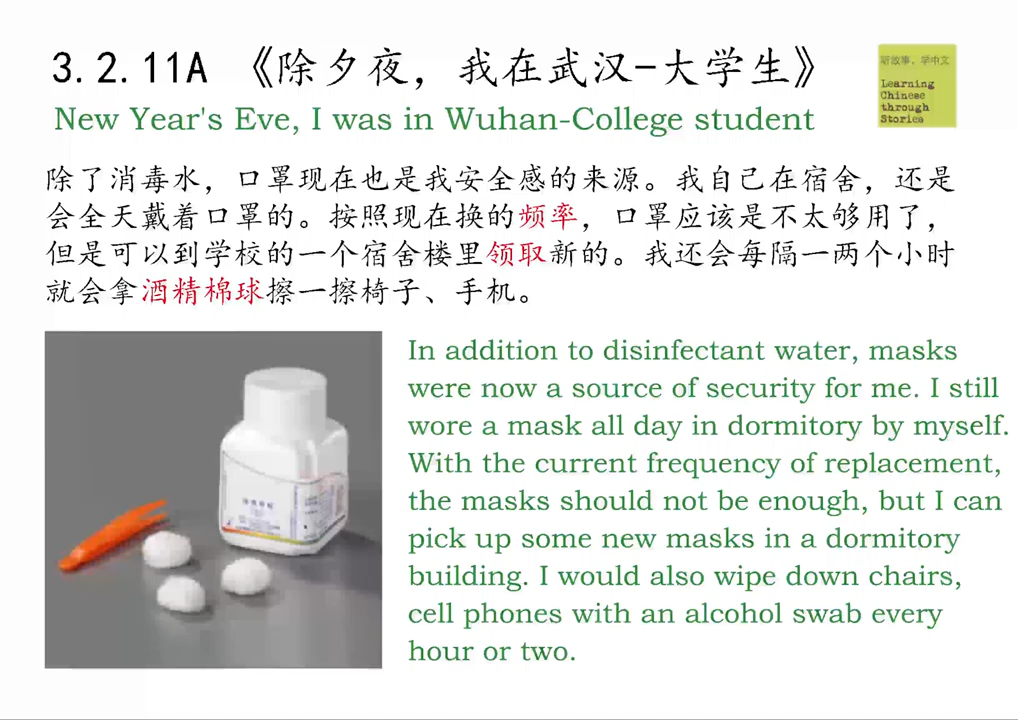 3.2.11A 《除夕夜，我在武汉-大学生》
听故事，学中文
Learning
Chinese
through
Stories
New Year's Eve, I was in Wuhan-College student
除了消毒水，口罩现在也是我安全感的来源。我自己在宿舍，还是
会全天戴着口罩的。按照现在换的频率，口罩应该是不太够用了，
但是可以到学校的一个宿舍楼里领取新的。我还会每隔一两个小时
就会拿酒精棉球擦一擦椅子、手机。
In addition to disinfectant water, masks
were now a source of security for me. I still
wore a mask all day in dormitory by myself.
With the current frequency of replacement,
the masks should not be enough, but I can
pick up some new masks in a dormitory
building. I would also wipe down chairs,
cell phones with an alcohol swab every
hour or two.